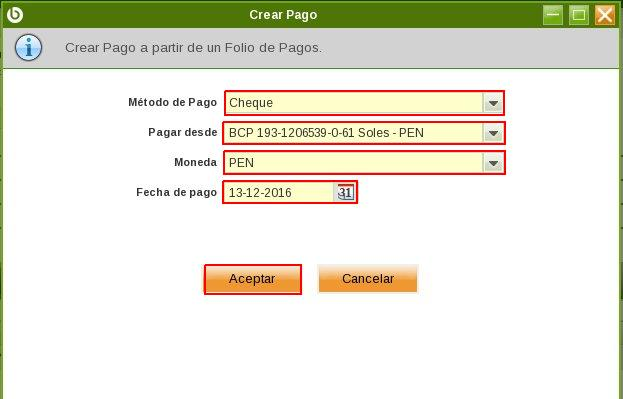 Crear Pago
Crear Pago a partir de un Folio de Pagos.
Método de Pago Cheque
Pagar desde BCP 193-1206539-0-61 Soles - PEN
Moneda PEN
Fecha de pago 13-12-2016 31
Aceptar Cancelar